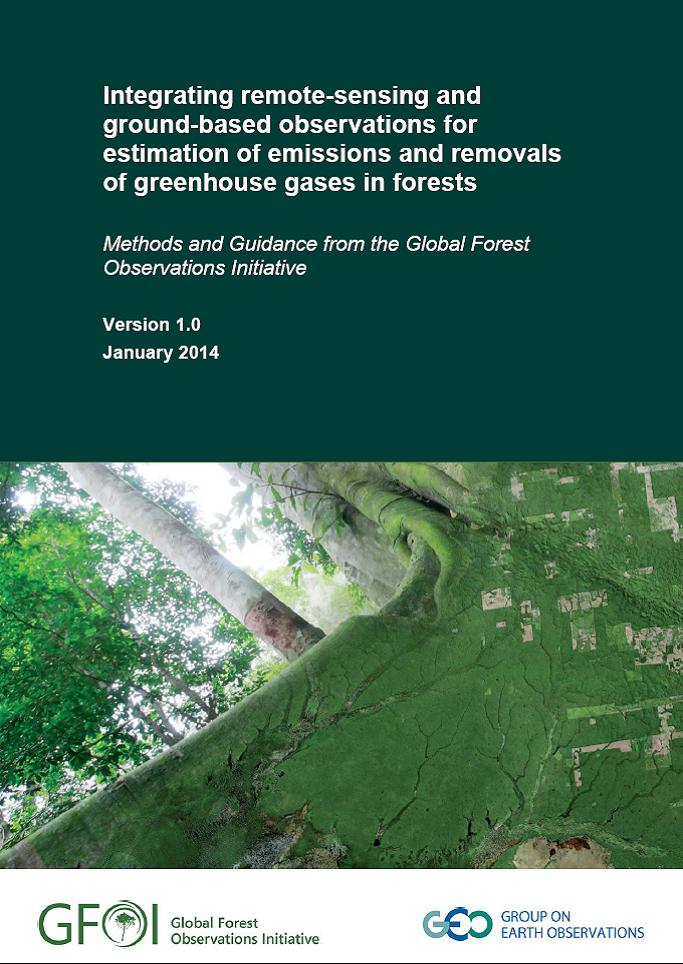 Integrating remote-sensing and
ground-based observations for
estimation of emissions and removals
of greenhouse gases in forests
Methods and Guidance from the Global Forest
Observations Initiative
Version 1.0
January 2014
GFOI
Global Forest
Observations Initiative
GEO
GROUP ON
EARTH OBSERVATIONS